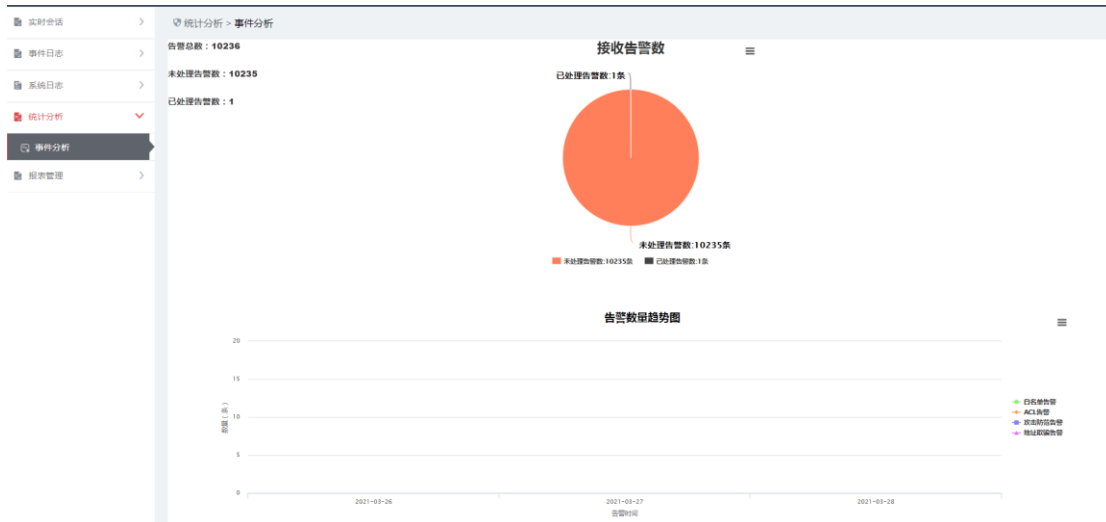 实时会话
事件日志
系统日志
统计分析
事件分析
报表管理
统计分析 > 事件分析
告警总数：10236
未处理告警数：10235
已处理告警数：1
接收告警数
已处理告警数:1条
未处理告警数:10235条
未处理告警数:10235条 已处理告警数:1条
告警数量趋势图
20
15
10
5
0
数量（条）
2021-03-26 2021-03-27 2021-03-28
告警时间
白名单告警
ACL告警
攻击防范告警
地址欺骗告警